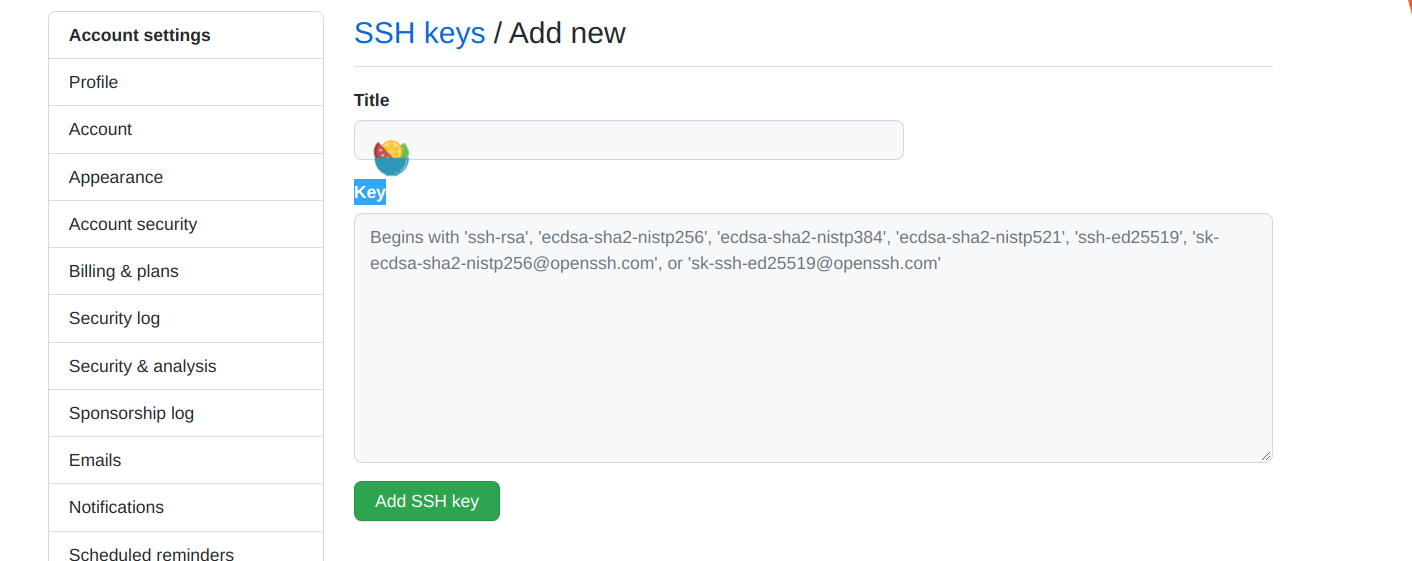 Account settings
Profile
Account
Appearance
Account security
Billing & plans
Security log
Security & analysis
Sponsorship log
Emails
Notifications
Scheduled reminders
SSH keys / Add new
Title
Key
Begins with 'ssh-rsa', 'ecdsa-sha2-nistp256', 'ecdsa-sha2-nistp384', 'ecdsa-sha2-nistp521', 'ssh-ed25519', 'sk-
ecdsa-sha2-nistp256@openssh.com', or 'sk-ssh-ed25519@openssh.com'
Add SSH key